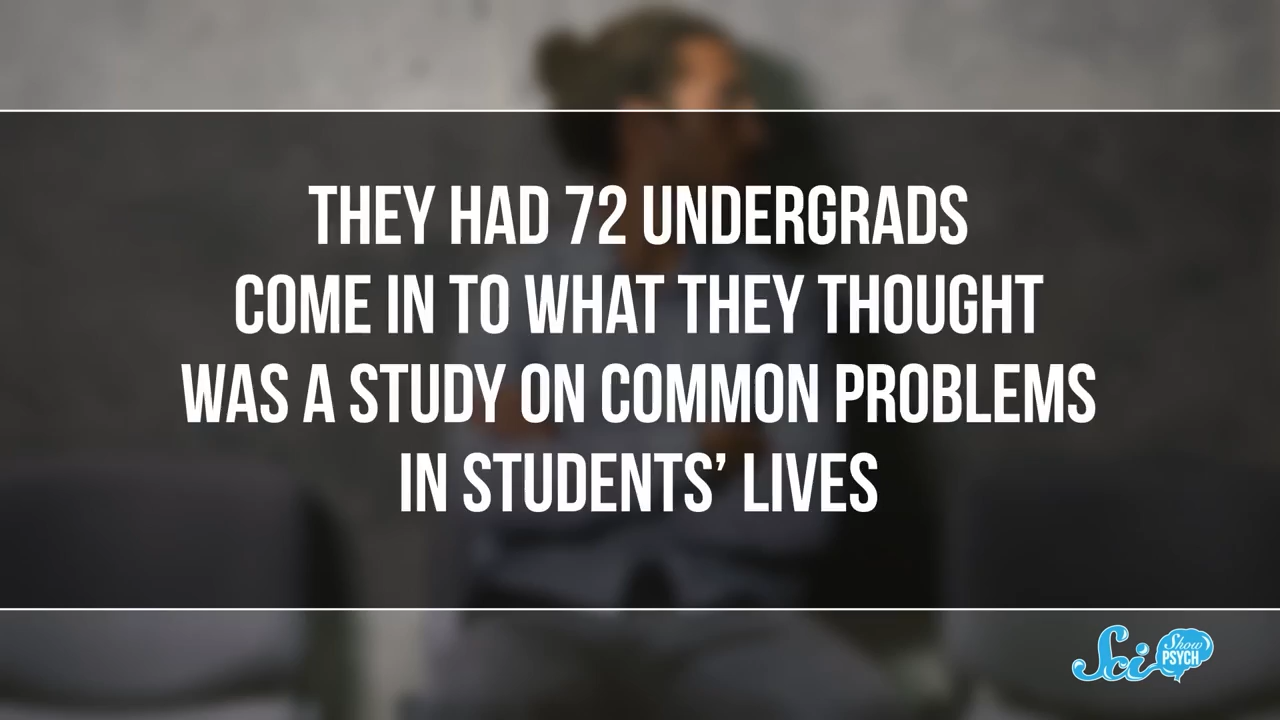 THEY HAD 72 UNDERGRADS
COME IN TO WHAT THEY THOUGHT
WAS A STUDY ON COMMON PROBLEMS
IN STUDENTS’ LIVES
Sci Show
PSYCH